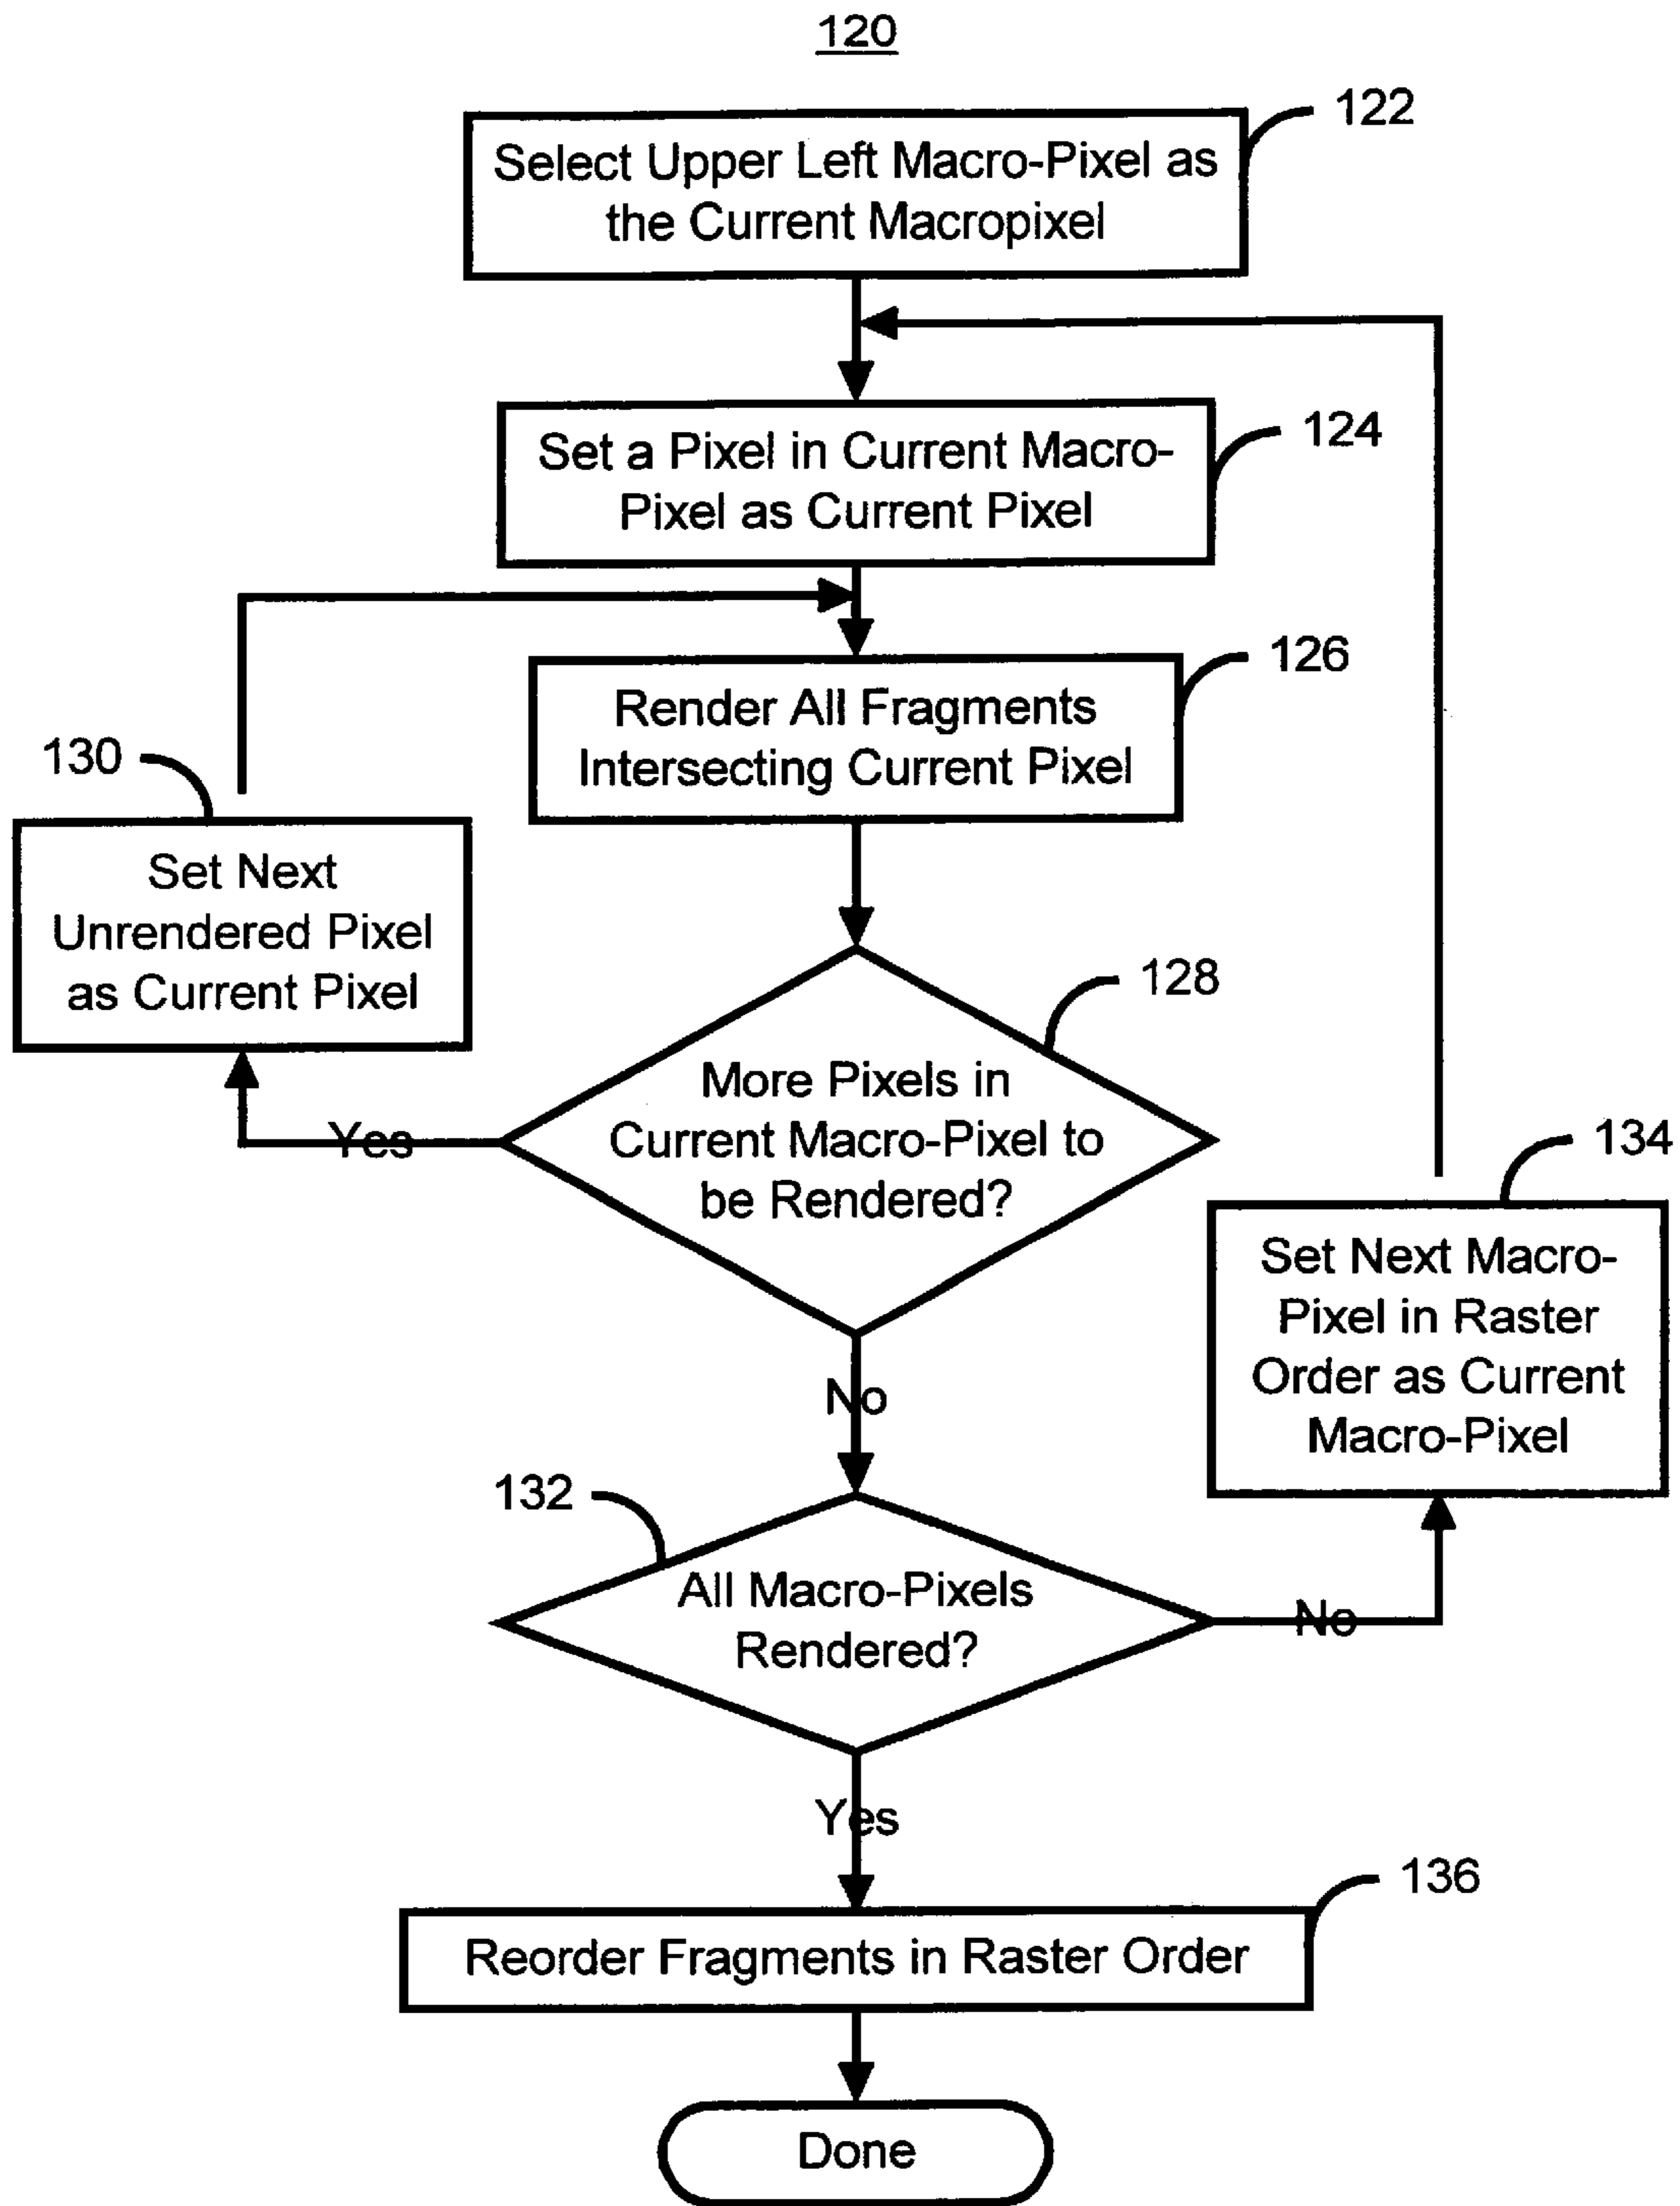 120
122
Select Upper Left Macro-Pixel as
the Current Macropixel
124
Set a Pixel in Current Macro-
Pixel as Current Pixel
126
Render All Fragments
Intersecting Current Pixel
130
Set Next
Unrendered Pixel
as Current Pixel
128
More Pixels in
Current Macro-Pixel to
be Rendered?
Yes
No
134
Set Next Macro-
Pixel in Raster
Order as Current
Macro-Pixel
132
All Macro-Pixels
Rendered?
No
Yes
136
Reorder Fragments in Raster Order
Done